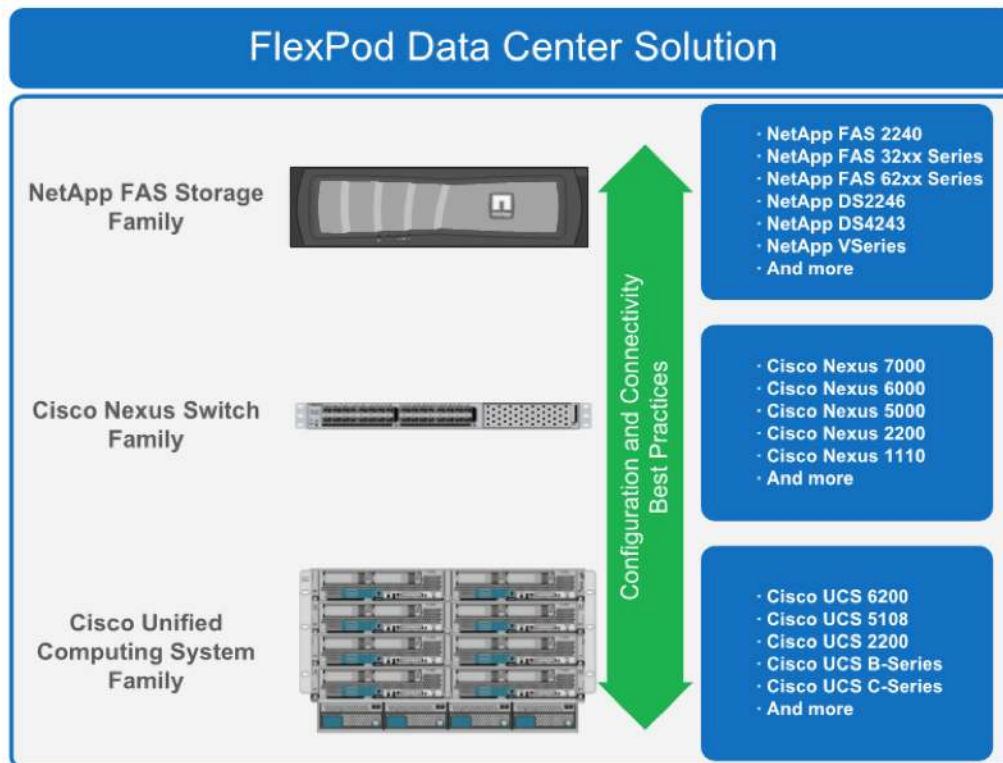 FlexPod Data Center Solution
NetApp FAS Storage
Family
· NetApp FAS 2240
· NetApp FAS 32xx Series
· NetApp FAS 62xx Series
· NetApp DS2246
· NetApp DS4243
· NetApp VSeries
· And more
Configuration and Connectivity
Best Practices
Cisco Nexus Switch
Family
· Cisco Nexus 7000
· Cisco Nexus 6000
· Cisco Nexus 5000
· Cisco Nexus 2200
· Cisco Nexus 1110
· And more
Cisco Unified
Computing System
Family
· Cisco UCS 6200
· Cisco UCS 5108
· Cisco UCS 2200
· Cisco UCS B-Series
· Cisco UCS C-Series
· And more